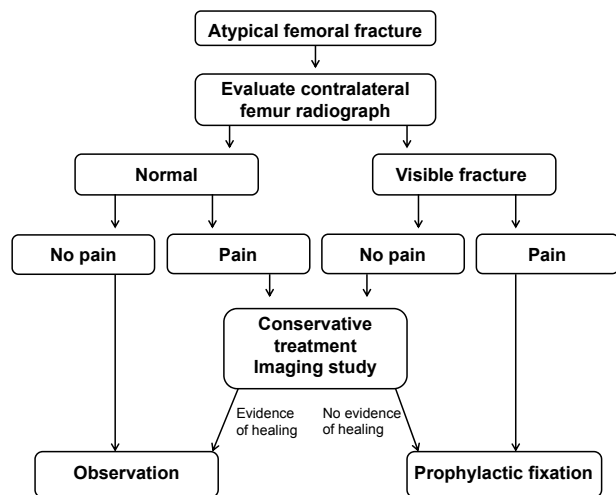 Atypical femoral fracture
Evaluate contralateral
femur radiograph
Normal
Visible fracture
No pain
Pain
No pain
Pain
Conservative
treatment
Imaging study
Evidence
of healing
No evidence
of healing
Observation
Prophylactic fixation